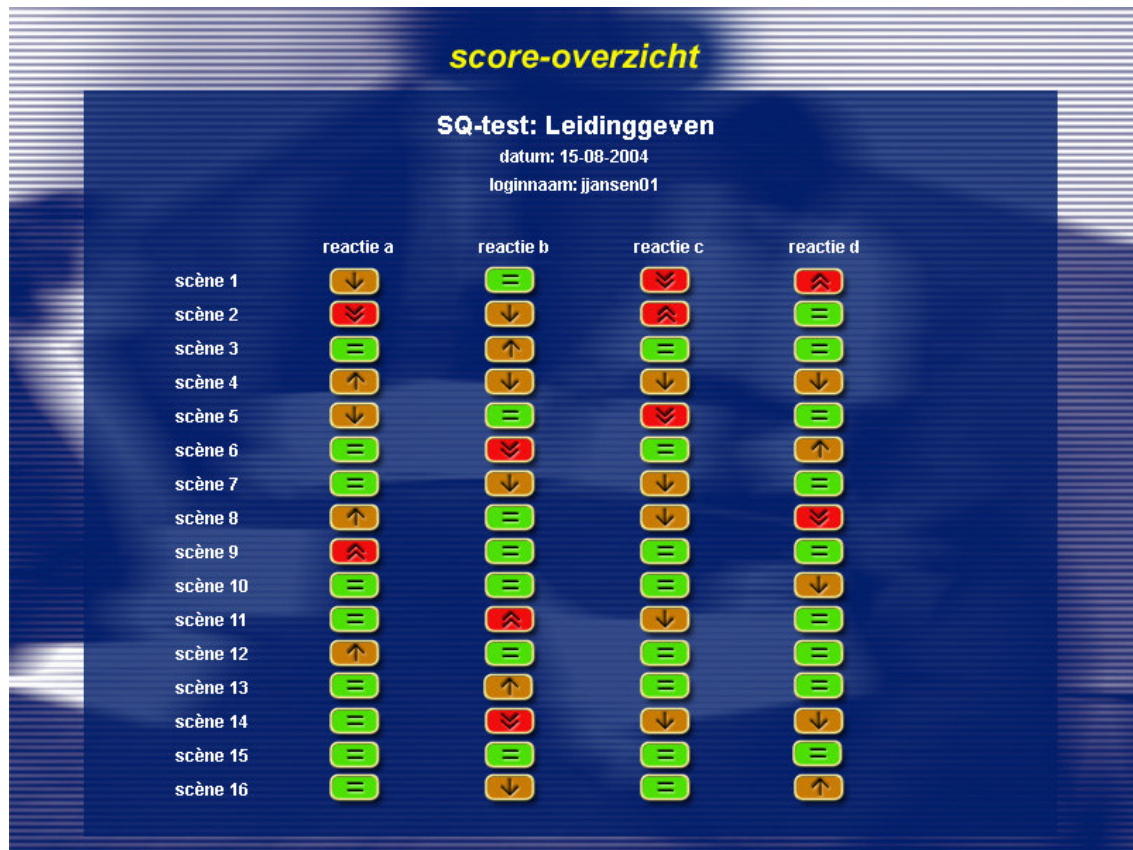 score-overzicht
SQ-test: Leidinggeven
datum: 15-08-2004
loginnaam: jjansen01
reactie a reactie b reactie c reactie d
scène 1 ↓ =
scène 2 ↓ =
scène 3 = ↑ = =
scène 4 ↑ ↓ ↓ ↓
scène 5 ↓ = =
scène 6 = = ↑
scène 7 = ↓ ↓ =
scène 8 ↑ = ↓
scène 9 = = =
scène 10 = = = ↓
scène 11 = ↓ =
scène 12 ↑ = = =
scène 13 = ↑ = =
scène 14 = ↓ ↓
scène 15 = = = =
scène 16 = ↓ = ↑